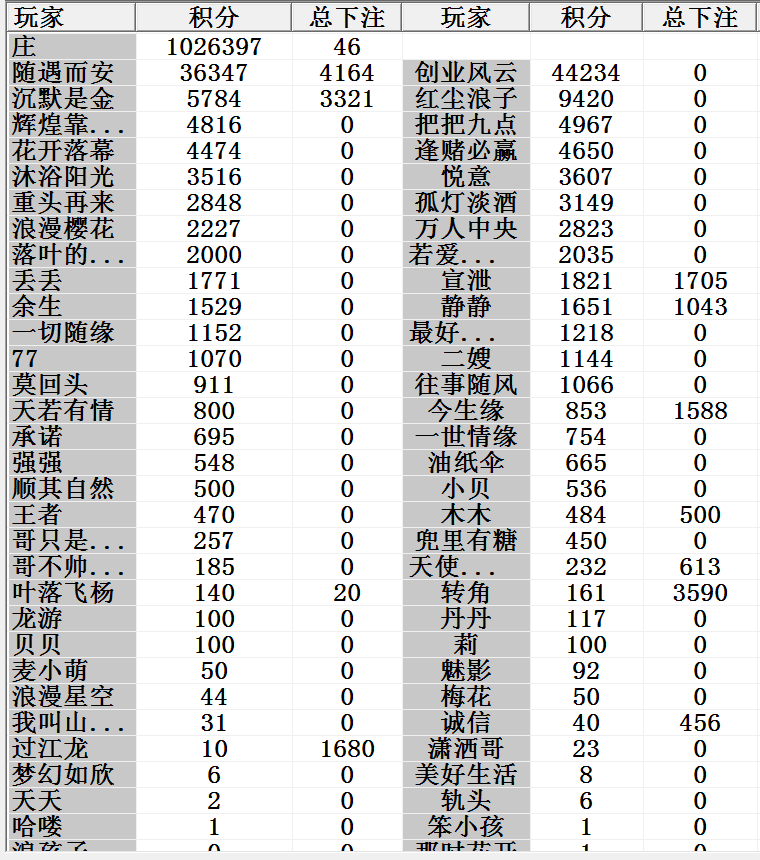 玩家 积分 总下注 玩家 积分 总下注
庄 1026397 46
随遇而安 36347 4164 创业风云 44234 0
沉默是金 5784 3321 红尘浪子 9420 0
辉煌靠... 4816 0 把把九点 4967 0
花开落幕 4474 0 逢赌必赢 4650 0
沐浴阳光 3516 0 悦意 3607 0
重头再来 2848 0 孤灯淡酒 3149 0
浪漫樱花 2227 0 万人中央 2823 0
落叶的... 2000 0 若爱... 2035 0
丢丢 1771 0 宣泄 1821 1705
余生 1529 0 静静 1651 1043
一切随缘 1152 0 最好... 1218 0
77 1070 0 二嫂 1144 0
莫回头 911 0 往事随风 1066 0
天若有情 800 0 今生缘 853 1588
承诺 695 0 一世情缘 754 0
强强 548 0 油纸伞 665 0
顺其自然 500 0 小贝 536 0
王者 470 0 木木 484 500
哥只是... 257 0 兜里有糖 450 0
哥不帅... 185 0 天使... 232 613
叶落飞杨 140 20 转角 161 3590
龙游 100 0 丹丹 117 0
贝贝 100 0 莉 100 0
麦小萌 50 0 魅影 92 0
浪漫星空 44 0 梅花 50 0
我叫山... 31 0 诚信 40 456
过江龙 10 1680 潇洒哥 23 0
梦幻如欣 6 0 美好生活 8 0
天天 2 0 轨头 6 0
哈喽 1 0 笨小孩 1 0